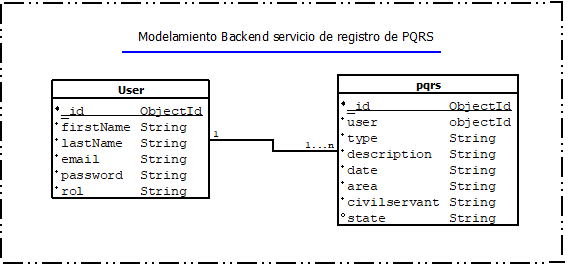 Modelamiento Backend servicio de registro de PQRS
User
*_id ObjectId
*firstName String
*lastName String
*email String
*password String
*rol String
1
1...n
pqrs
*_id ObjectId
*user objectId
*type String
*description String
*date String
*area String
*civilservant String
°state String